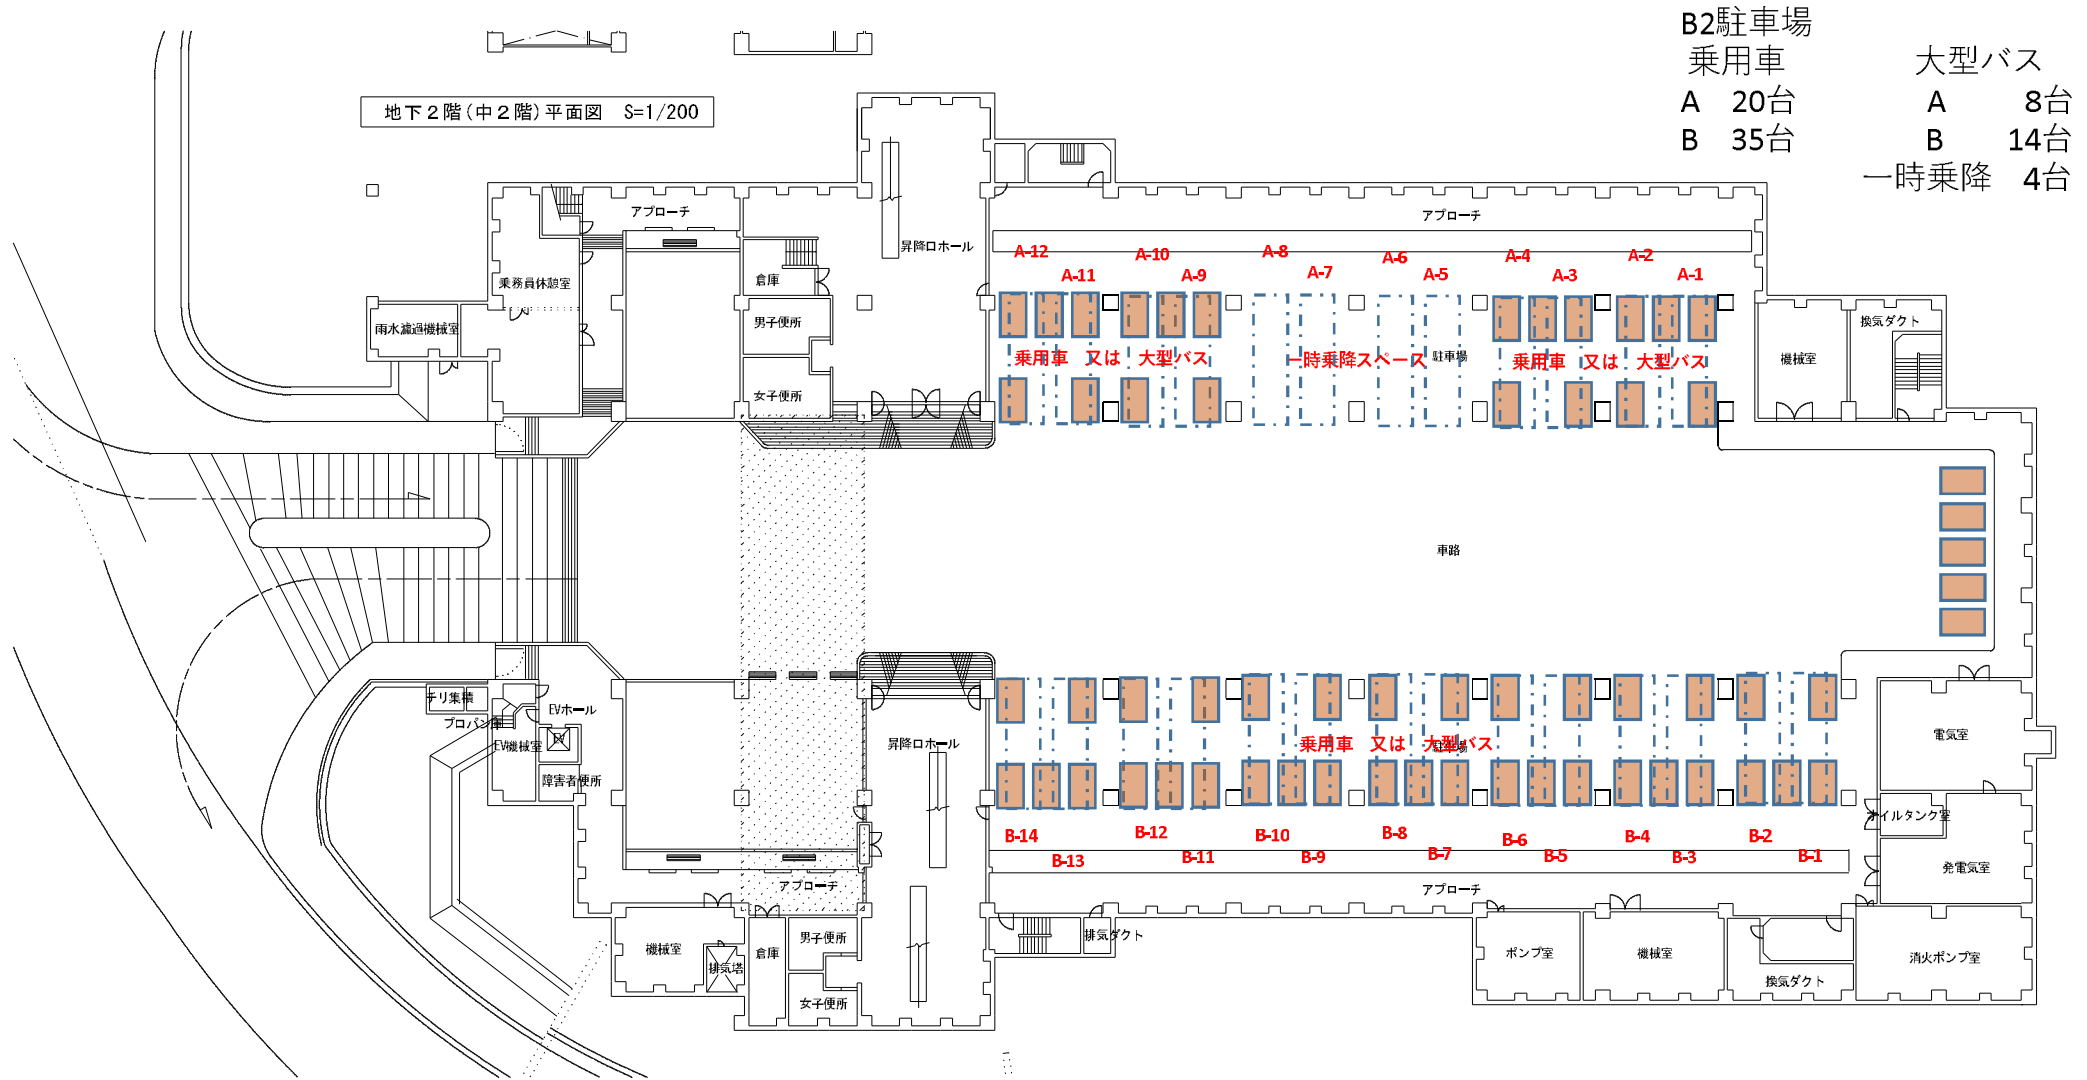 B2駐車場
乗用車 大型バス
A 20台 A 8台
B 35台 B 14台
一時乗降 4台
地下2階(中2階)平面図 S=1/200
アプローチ
アプローチ
昇降口ホール
乗務員休憩室
倉庫
男子便所
女子便所
雨水濾過機械室
A-12
A-11
A-10
A-9
A-8
A-7
A-6
A-5
A-4
A-3
A-2
A-1
乗用車 又は 大型バス
一時乗降スペース
駐車場
乗用車 又は 大型バス
機械室
換気ダクト
車路
チリ集積
プロパン室
EVホール
EV機械室
EV
障害者便所
昇降口ホール
乗用車 又は 大型バス
駐車場
電気室
オイルタンク室
発電気室
B-14
B-13
B-12
B-11
B-10
B-9
B-8
B-7
B-6
B-5
B-4
B-3
B-2
B-1
アプローチ
アプローチ
機械室
排気塔
倉庫
男子便所
女子便所
排気ダクト
ポンプ室
機械室
換気ダクト
消火ポンプ室